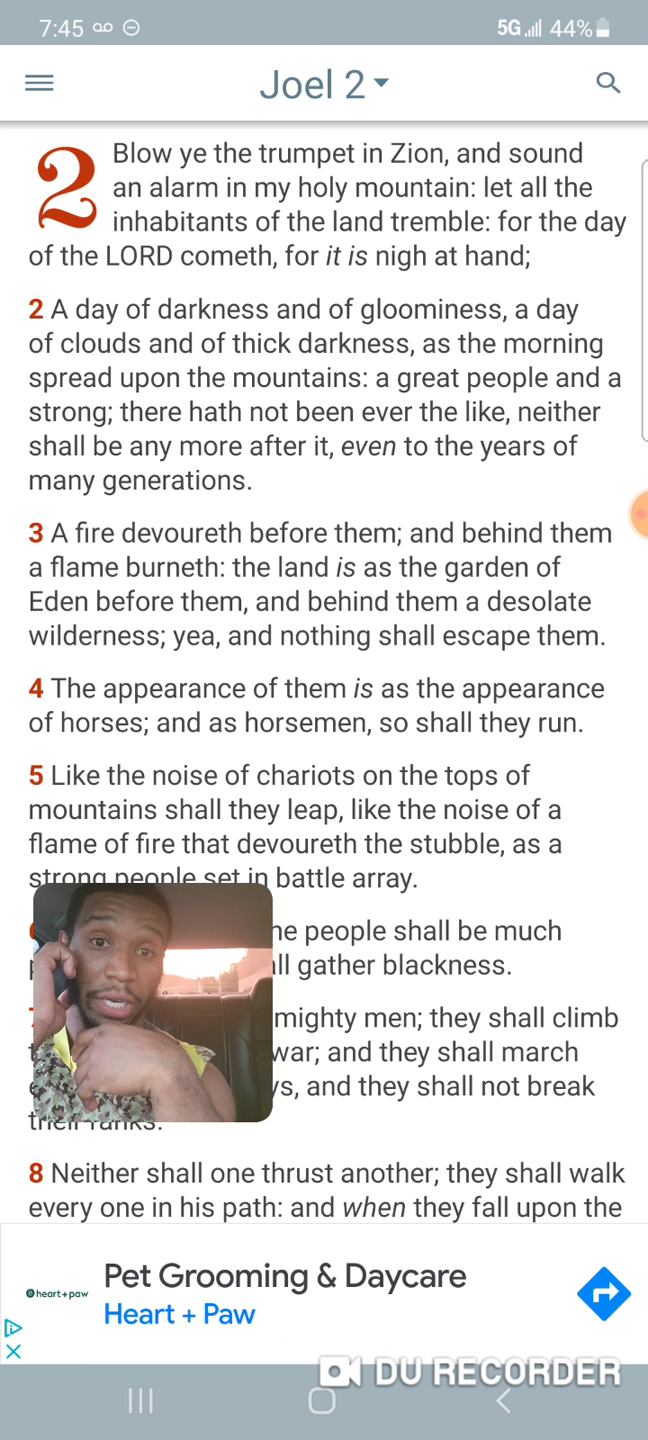 7:45
5G 44%
Joel 2
2 Blow ye the trumpet in Zion, and sound
an alarm in my holy mountain: let all the
inhabitants of the land tremble: for the day
of the LORD cometh, for it is nigh at hand;
2 A day of darkness and of gloominess, a day
of clouds and of thick darkness, as the morning
spread upon the mountains: a great people and a
strong; there hath not been ever the like, neither
shall be any more after it, even to the years of
many generations.
3 A fire devoureth before them; and behind them
a flame burneth: the land is as the garden of
Eden before them, and behind them a desolate
wilderness; yea, and nothing shall escape them.
4 The appearance of them is as the appearance
of horses; and as horsemen, so shall they run.
5 Like the noise of chariots on the tops of
mountains shall they leap, like the noise of a
flame of fire that devoureth the stubble, as a
strong people set in battle array.
people shall be much
gather blackness.
mighty men; they shall climb
war; and they shall march
and they shall not break
their ranks.
8 Neither shall one thrust another; they shall walk
every one in his path: and when they fall upon the
heart+paw
Pet Grooming & Daycare
Heart + Paw
DU RECORDER